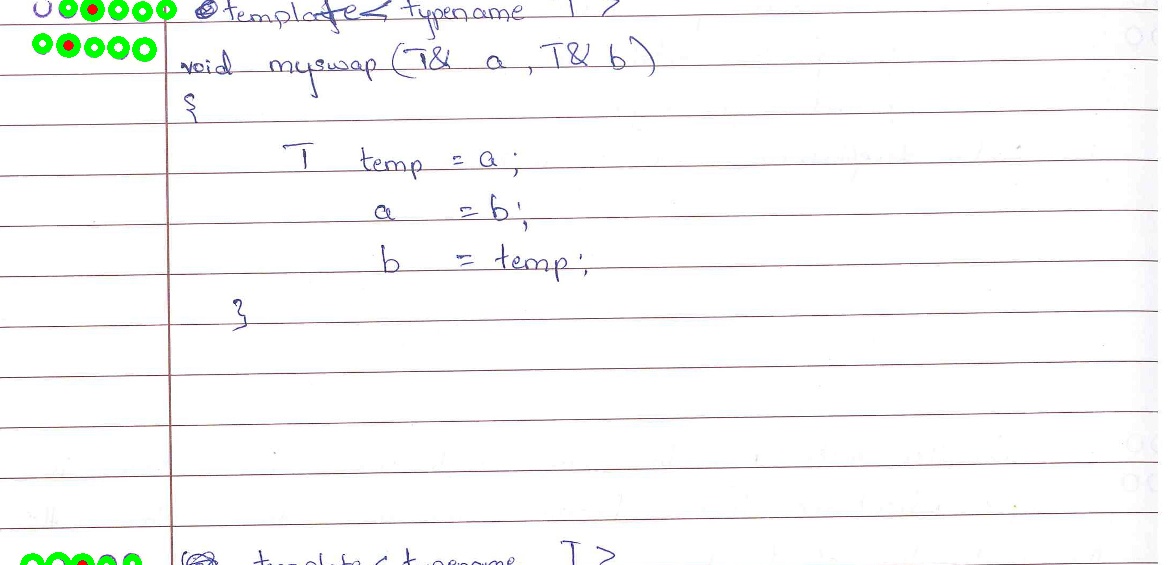 template < typename T >
void myswap (T& a, T& b)
{
T temp = a;
a = b;
b = temp;
}
template < typename T >